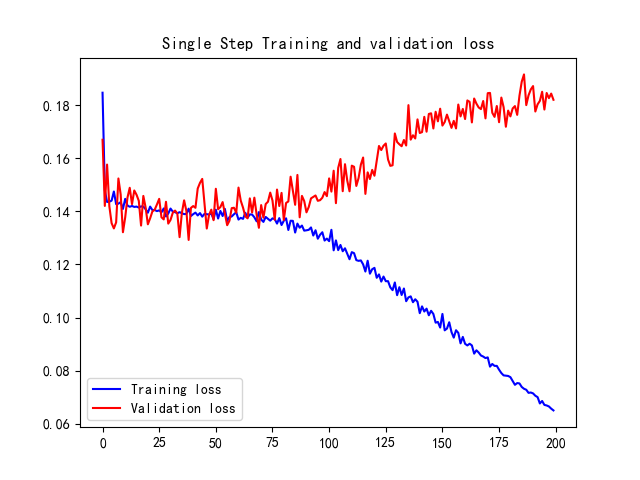 Single Step Training and validation loss
0.18
0.16
0.14
0.12
0.10
0.08
0.06
Training loss
Validation loss
0 25 50 75 100 125 150 175 200